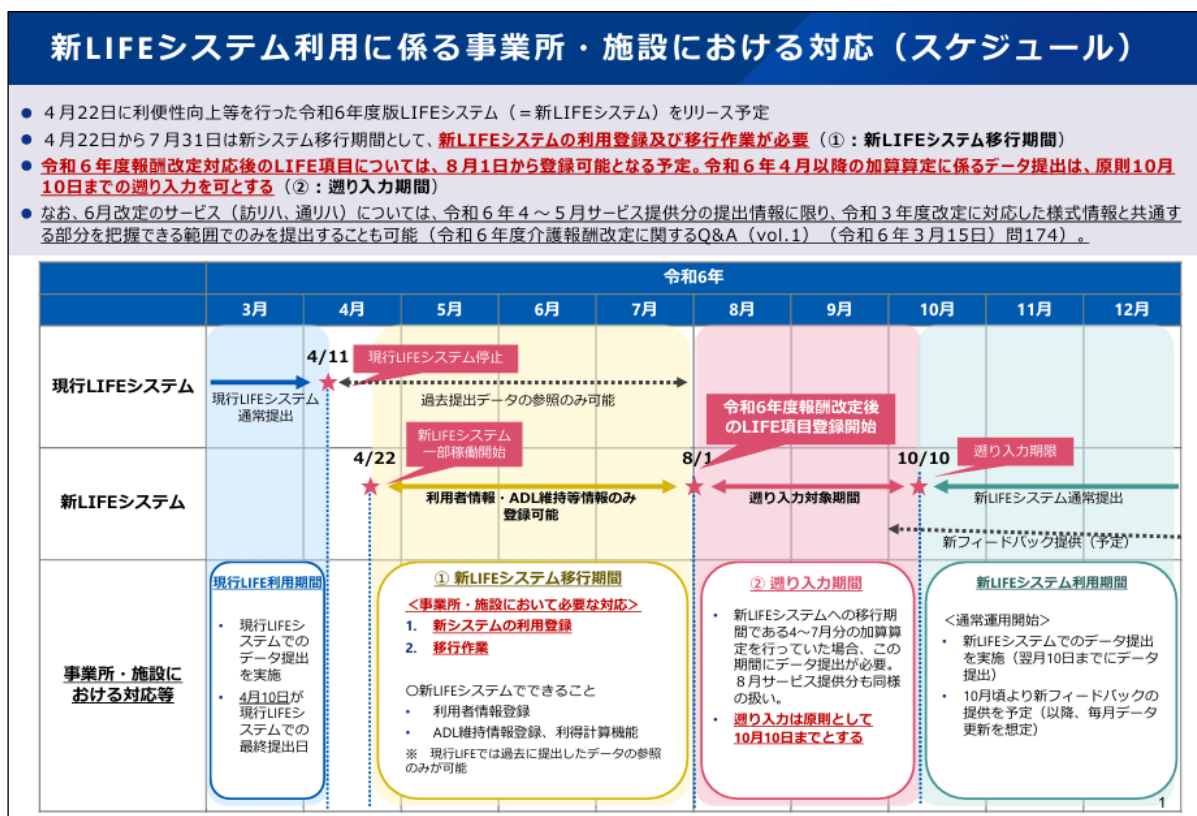 新LIFEシステム利用に係る事業所・施設における対応（スケジュール）
● ４月22日に利便性向上等を行った令和6年度版LIFEシステム（＝新LIFEシステム）をリリース予定
● ４月22日から７月31日は新システム移行期間として、新LIFEシステムの利用登録及び移行作業が必要（①：新LIFEシステム移行期間）
● 令和６年度報酬改定対応後のLIFE項目については、８月1日から登録可能となる予定。令和６年４月以降の加算算定に係るデータ提出は、原則10月
10日までの遡り入力を可とする（②：遡り入力期間）
● なお、6月改定のサービス（訪リハ、通リハ）については、令和６年４～５月サービス提供分の提出情報に限り、令和３年度改定に対応した様式情報と共通す
る部分を把握できる範囲でのみを提出することも可能（令和６年度介護報酬改定に関するQ&A（vol.1）（令和６年３月15日）問174）。
令和6年
3月 4月 5月 6月 7月 8月 9月 10月 11月 12月
現行LIFEシステム
4/11
現行LIFEシステム停止
現行LIFEシステム
通常提出
過去提出データの参照のみ可能
令和6年度報酬改定後
のLIFE項目登録開始
新LIFEシステム
4/22
新LIFEシステム
一部稼働開始
利用者情報・ADL維持等情報のみ
登録可能
8/1
遡り入力対象期間
10/10
遡り入力期限
新LIFEシステム通常提出
新フィードバック提供（予定）
事業所・施設に
おける対応等
現行LIFE利用期間
• 現行LIFEシ
ステムでの
データ提出
を実施
• 4月10日が
現行LIFEシ
ステムでの
最終提出日
① 新LIFEシステム移行期間
＜事業所・施設において必要な対応＞
1. 新システムの利用登録
2. 移行作業
〇新LIFEシステムでできること
• 利用者情報登録
• ADL維持情報登録、利得計算機能
※ 現行LIFEでは過去に提出したデータの参照
のみが可能
② 遡り入力期間
• 新LIFEシステムへの移行期
間である4～7月分の加算算
定を行っていた場合、この
期間にデータ提出が必要。
８月サービス提供分も同様
の扱い。
• 遡り入力は原則として
10月10日までとする
新LIFEシステム利用期間
＜通常運用開始＞
• 新LIFEシステムでのデータ提出
を実施（翌月10日までにデータ
提出）
• 10月頃より新フィードバックの
提供を予定（以降、毎月データ
更新を想定）
1